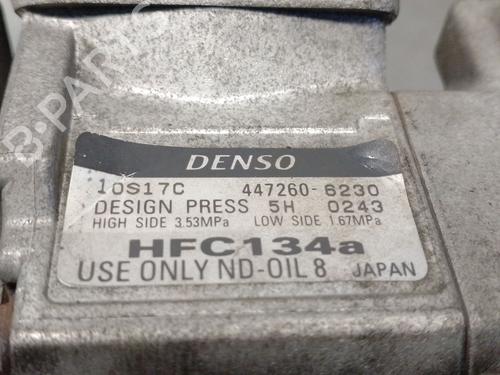 B-PARTS
DENSO
10S17C 447260-6230
DESIGN PRESS 5H 0243
HIGH SIDE 3.53MPa LOW SIDE 1.67MPa
HFC134a
USE ONLY ND-OIL 8 JAPAN